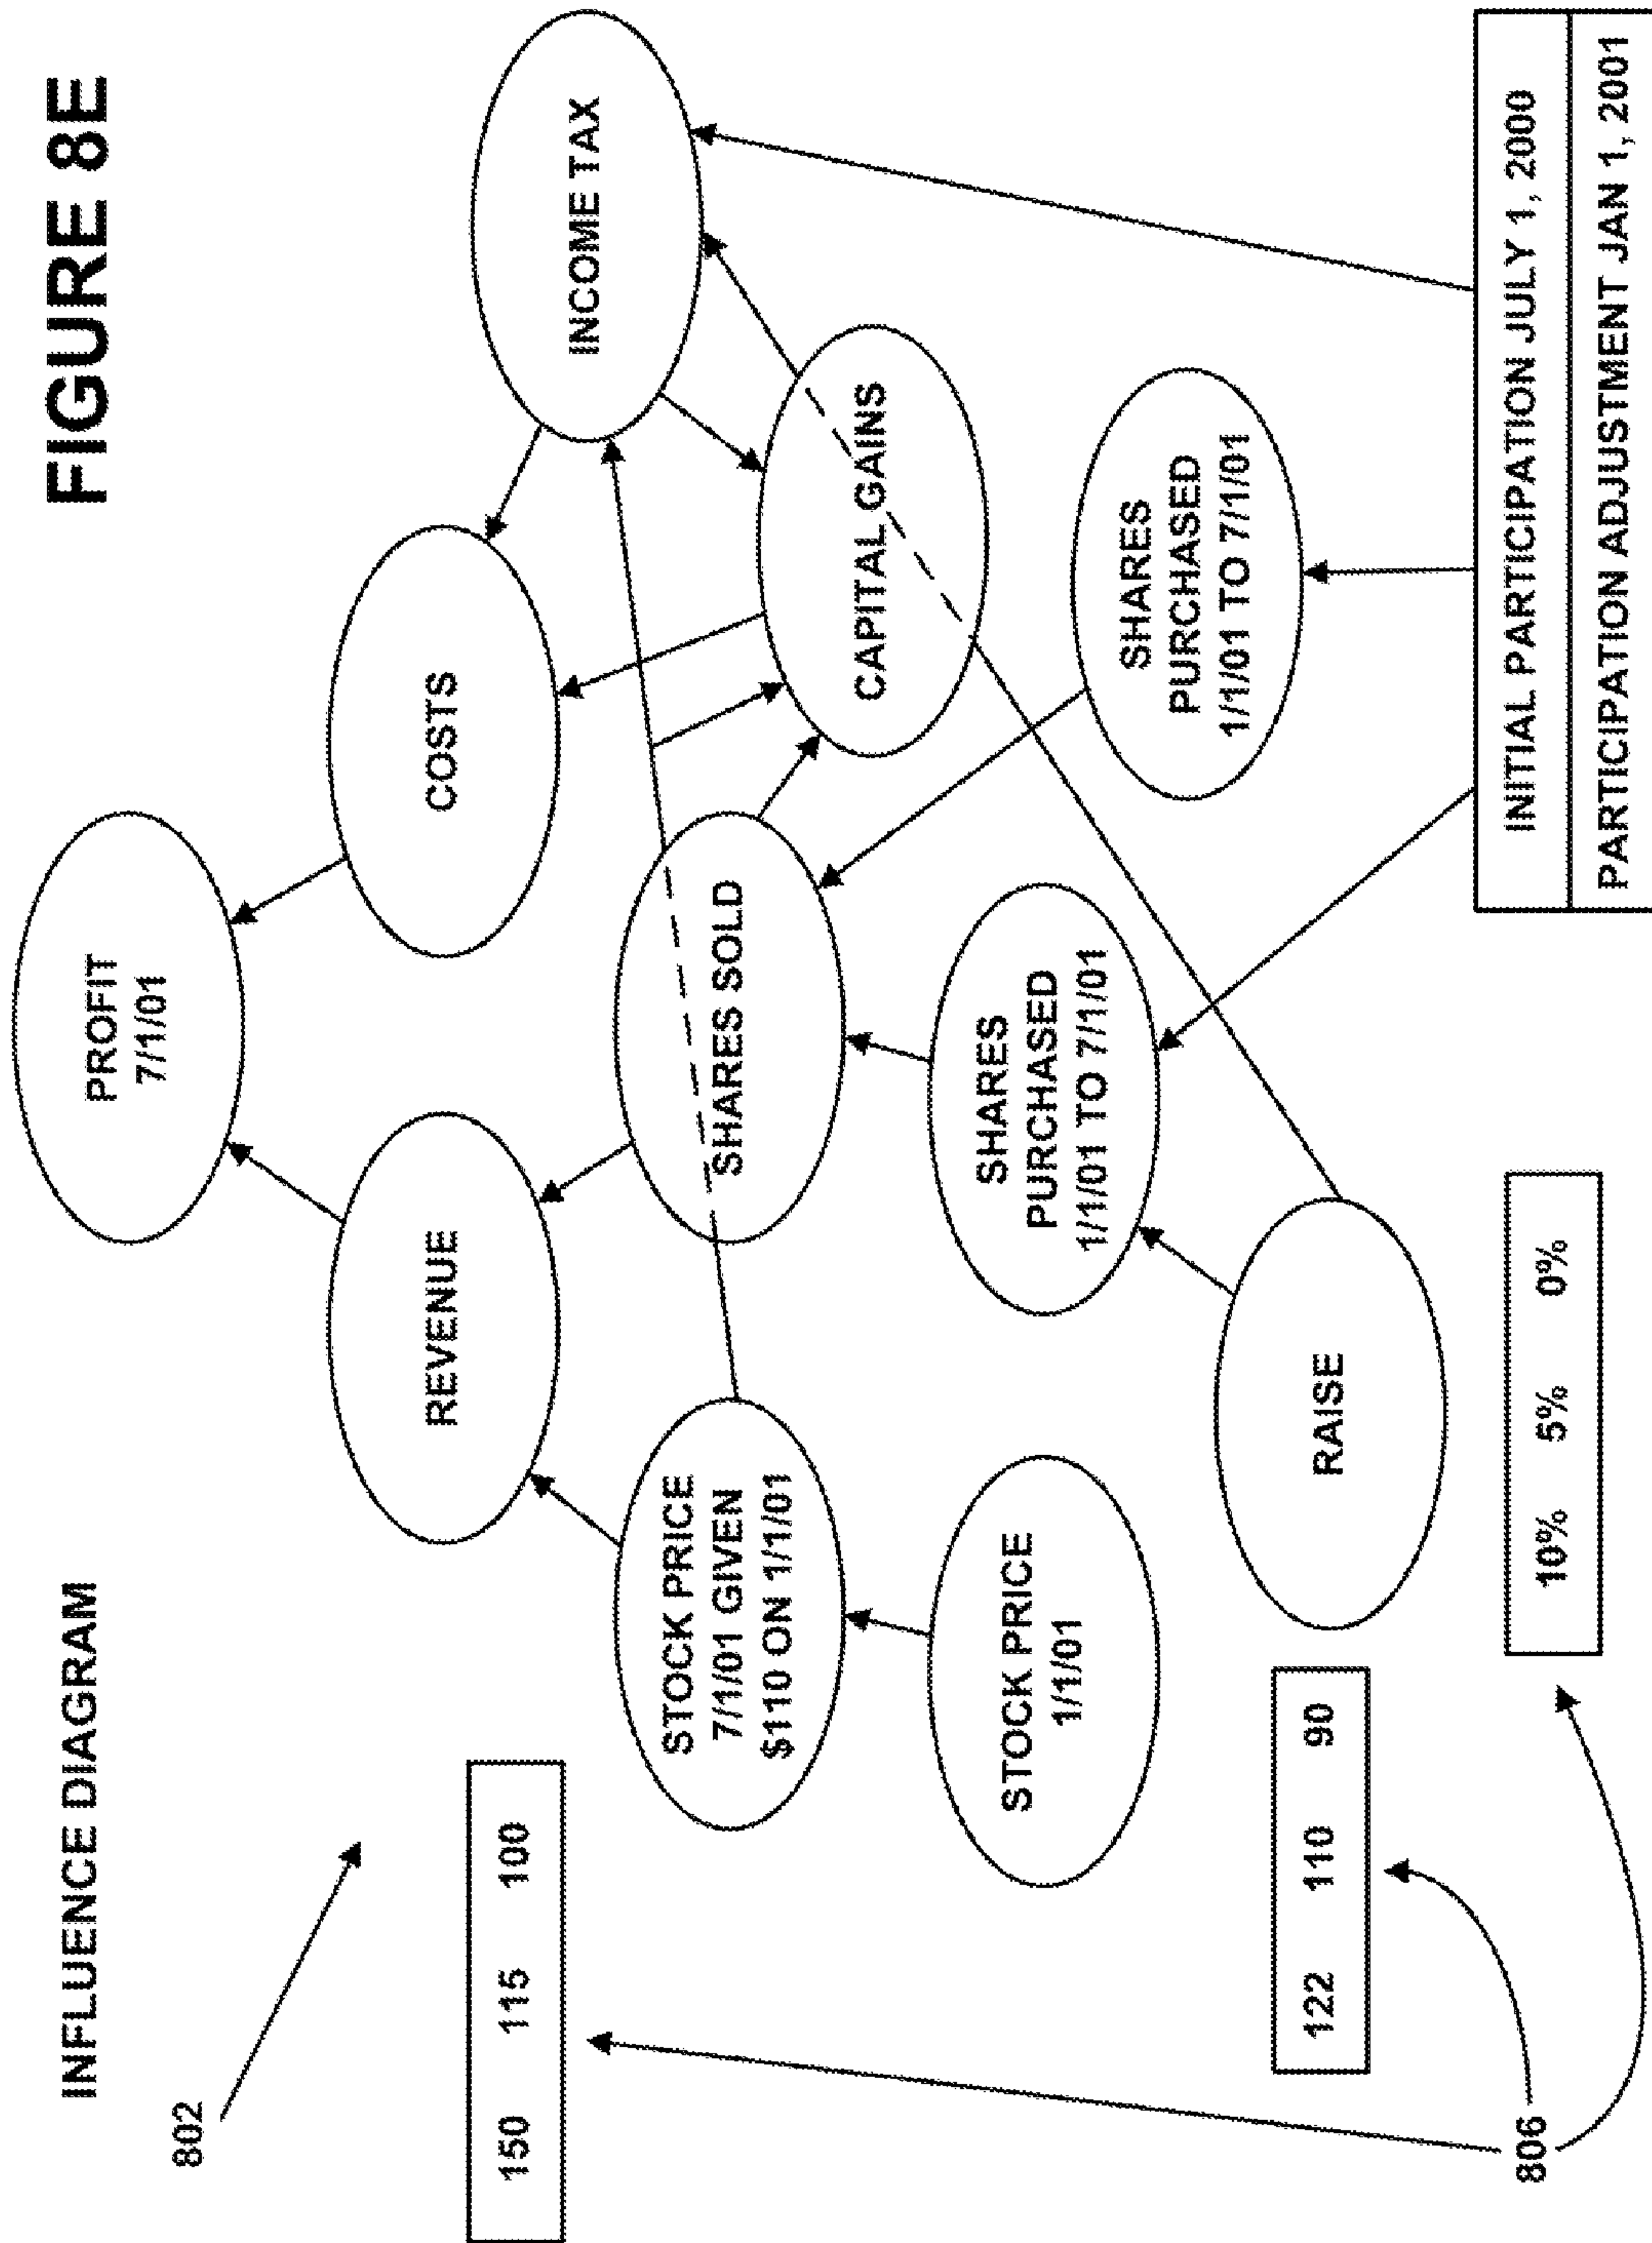 FIGURE 8E
INFLUENCE DIAGRAM
802
PROFIT
7/1/01
REVENUE
COSTS
150 115 100
STOCK PRICE
7/1/01 GIVEN
$110 ON 1/1/01
SHARES SOLD
INCOME TAX
CAPITAL GAINS
STOCK PRICE
1/1/01
SHARES
PURCHASED
1/1/01 TO 7/1/01
SHARES
PURCHASED
1/1/01 TO 7/1/01
122 110 90
RAISE
10% 5% 0%
806
INITIAL PARTICIPATION JULY 1, 2000
PARTICIPATION ADJUSTMENT JAN 1, 2001